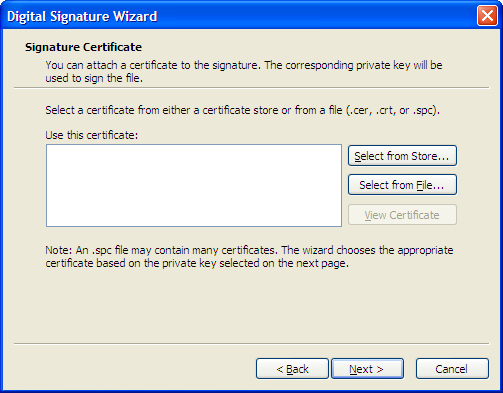 Digital Signature Wizard
Signature Certificate
You can attach a certificate to the signature. The corresponding private key will be
used to sign the file.
Select a certificate from either a certificate store or from a file (.cer, .crt, or .spc).
Use this certificate:
Select from Store...
Select from File...
View Certificate
Note: An .spc file may contain many certificates. The wizard chooses the appropriate
certificate based on the private key selected on the next page.
< Back
Next >
Cancel